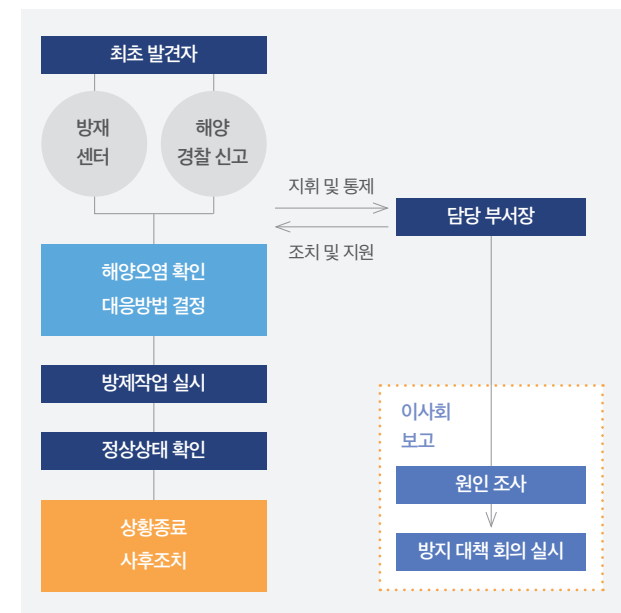 최초 발견자
방재
센터
해양
경찰 신고
해양오염 확인
대응방법 결정
방제작업 실시
정상상태 확인
상황종료
사후조치
지휘 및 통제
조치 및 지원
담당 부서장
이사회
보고
원인 조사
방지 대책 회의 실시